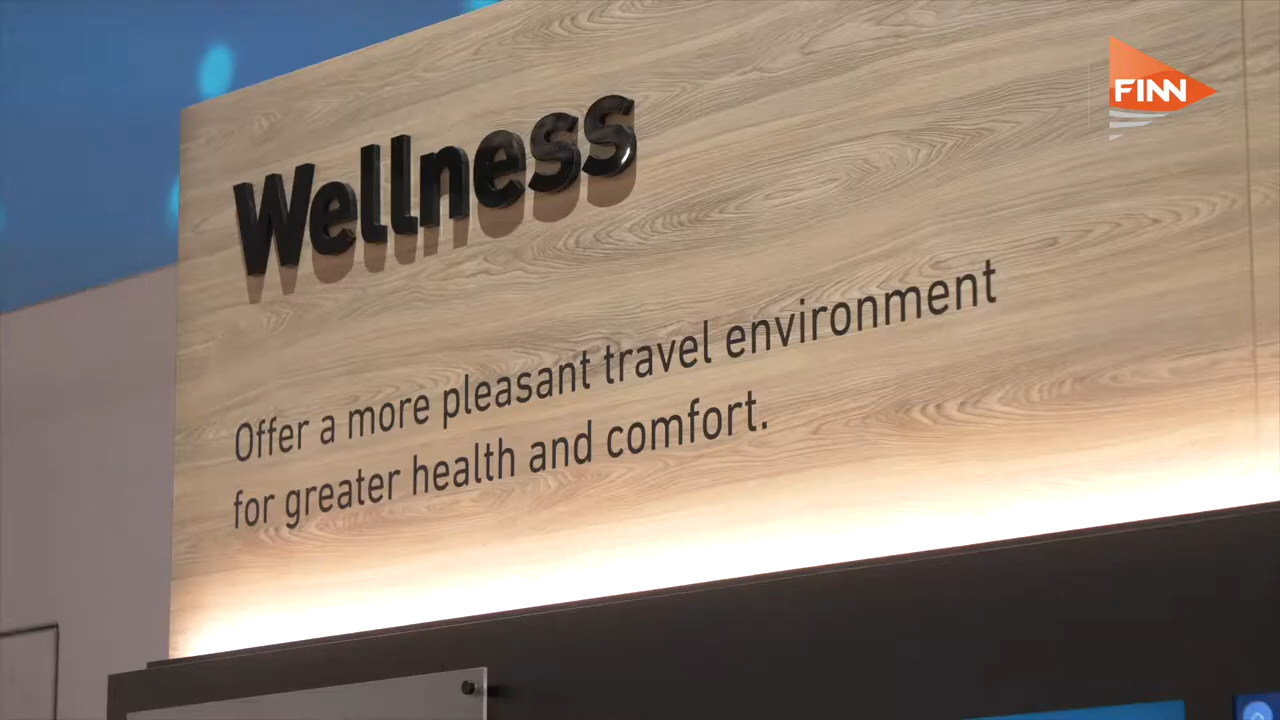 FINN
Wellness
Offer a more pleasant travel environment
for greater health and comfort.